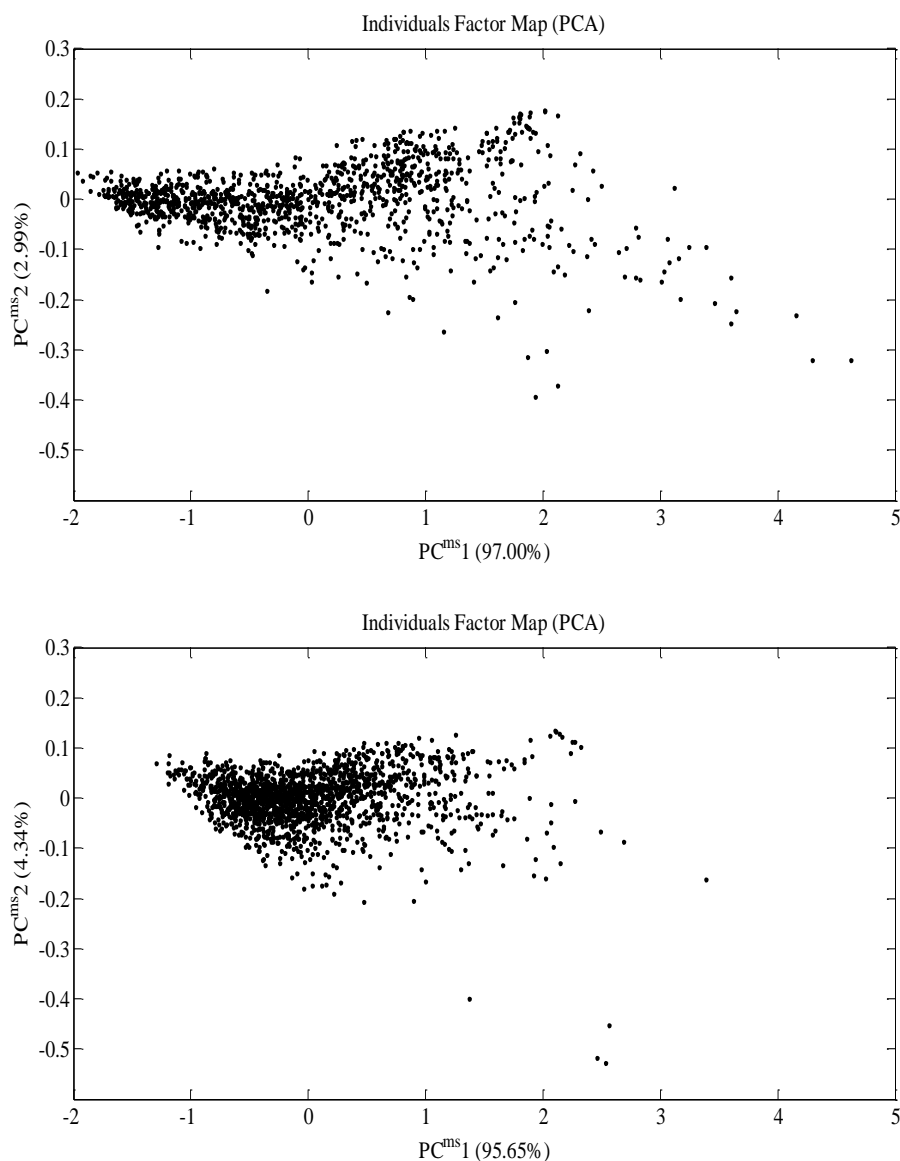 Individuals Factor Map (PCA)
0.3
0.2
0.1
0
-0.1
-0.2
-0.3
-0.4
-0.5
PCms2 (2.99%)
-2 -1 0 1 2 3 4 5
PCms1 (97.00%)
Individuals Factor Map (PCA)
0.3
0.2
0.1
0
-0.1
-0.2
-0.3
-0.4
-0.5
PCms2 (4.34%)
-2 -1 0 1 2 3 4 5
PCms1 (95.65%)